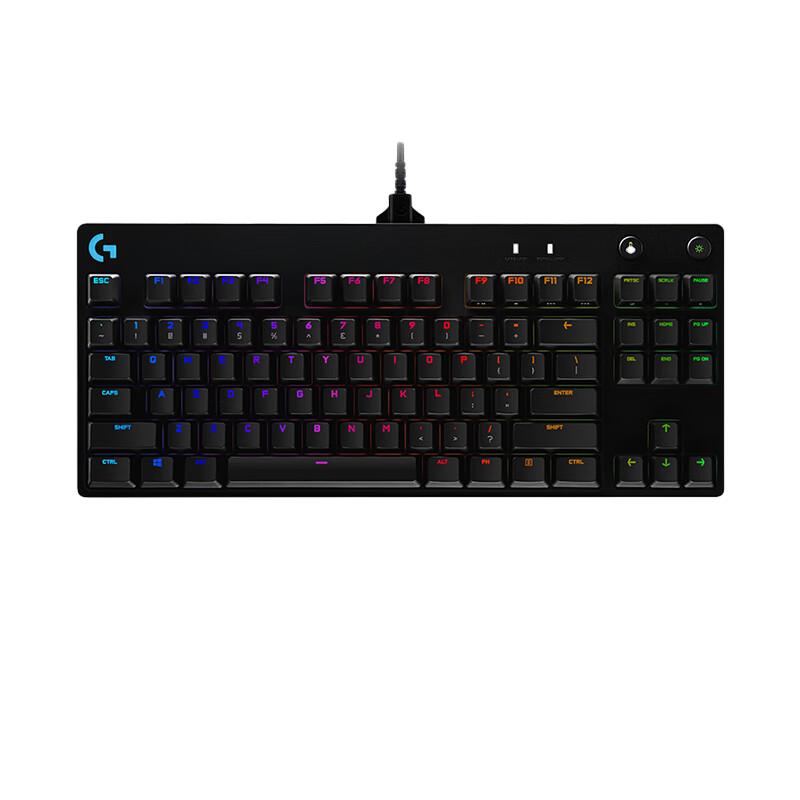 G
ESC F1 F2 F3 F4 F5 F6 F7 F8 F9 F10 F11 F12 PRTSC SCRLK PAUSE
` ~ 1 ! 2 @ 3 # 4 $ 5 % 6 ^ 7 & 8 * 9 ( 0 ) - _ = + ← INS HOME PG UP
TAB Q W E R T Y U I O P [ { ] } \ | DEL END PG DN
CAPS A S D F G H J K L ; : ' " ENTER
SHIFT Z X C V B N M , < . > / ? SHIFT ↑
CTRL ALT ALT FN CTRL ← ↓ →